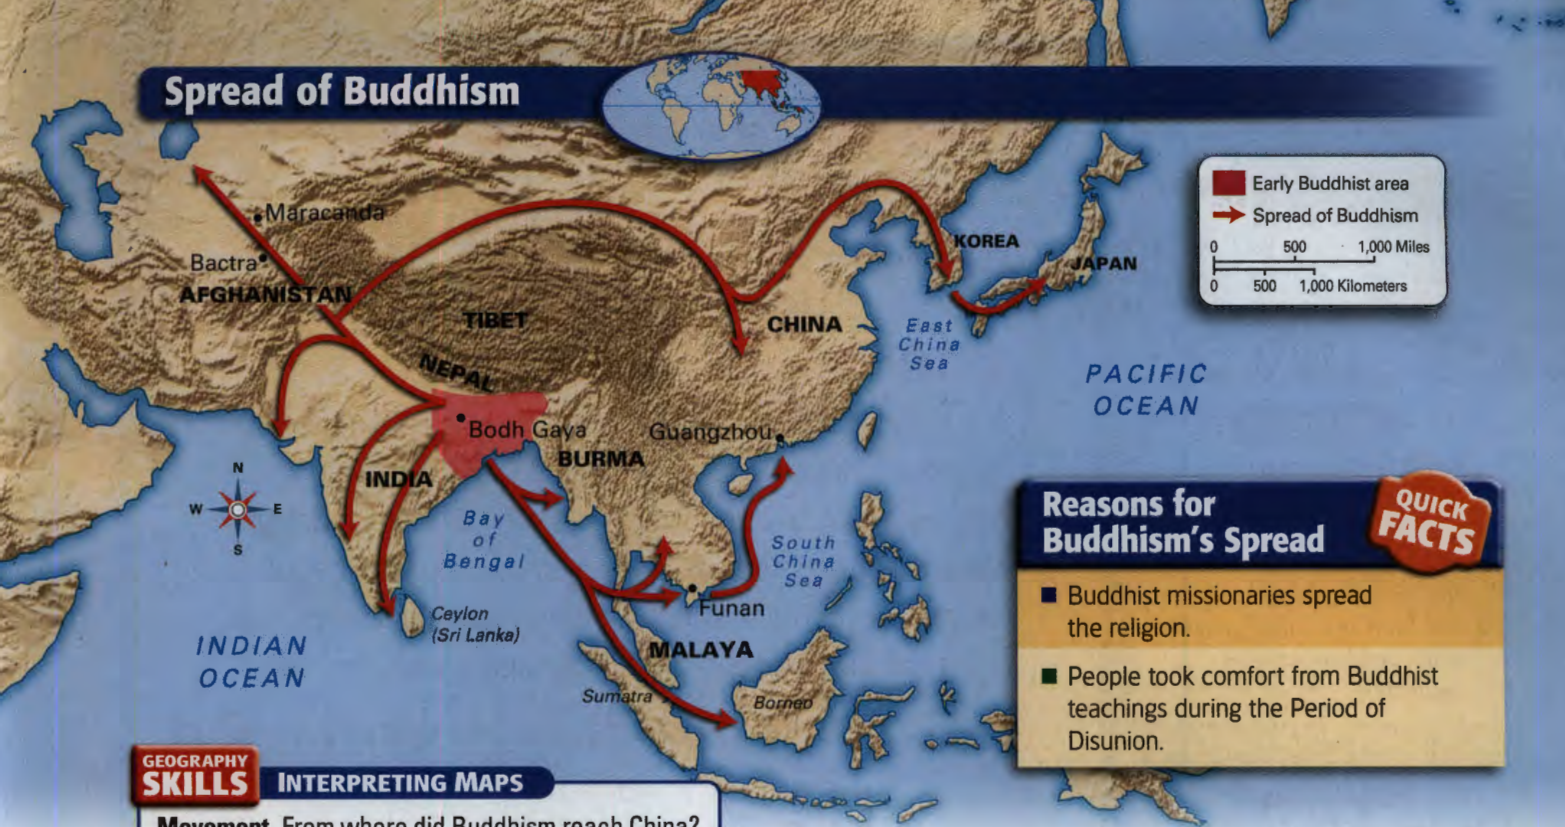 Spread of Buddhism
Early Buddhist area
Spread of Buddhism
0 500 1,000 Miles
0 500 1,000 Kilometers
Maracanda
Bactra
AFGHANISTAN
TIBET
NEPAL
CHINA
KOREA
JAPAN
East
China
Sea
PACIFIC
OCEAN
Bodh Gaya
Guangzhou
BURMA
INDIA
N
W E
S
Bay
of
Bengal
South
China
Sea
Ceylon
(Sri Lanka)
Funan
INDIAN
OCEAN
MALAYA
Sumatra
Borneo
Reasons for
Buddhism's Spread
QUICK
FACTS
Buddhist missionaries spread
the religion.
People took comfort from Buddhist
teachings during the Period of
Disunion.
GEOGRAPHY
SKILLS
INTERPRETING MAPS
Movement From where did Buddhism reach China?